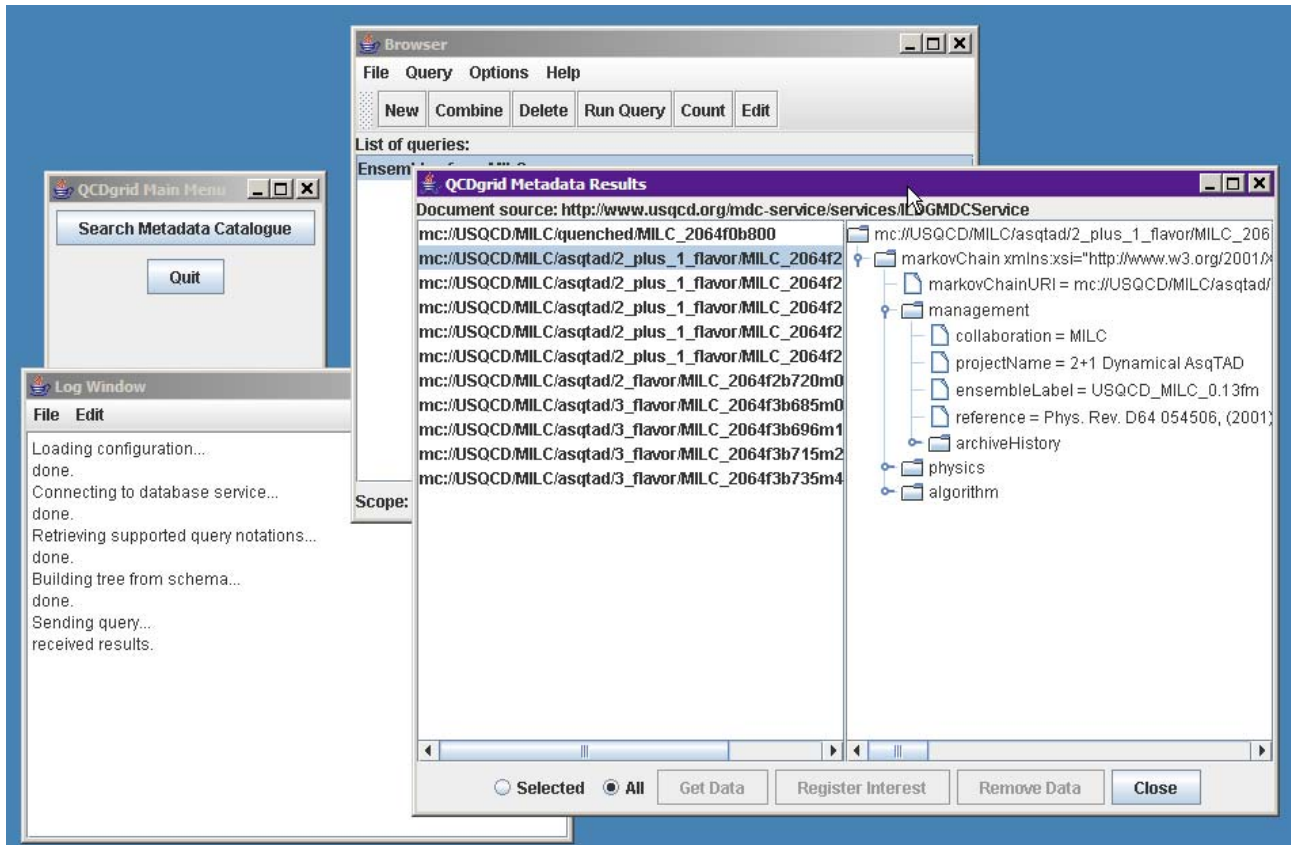 Browser
File Query Options Help
New Combine Delete Run Query Count Edit
List of queries:
Scope:
QCDgrid Main Menu
Search Metadata Catalogue
Quit
Log Window
File Edit
Loading configuration...
done.
Connecting to database service...
done.
Retrieving supported query notations...
done.
Building tree from schema...
done.
Sending query...
received results.
QCDgrid Metadata Results
Document source: http://www.usqcd.org/mdc-service/services/ILDGMDCService
mc://USQCD/MILC/quenched/MILC_2064f0b800
mc://USQCD/MILC/asqtad/2_plus_1_flavor/MILC_2064f2
mc://USQCD/MILC/asqtad/2_plus_1_flavor/MILC_2064f2
mc://USQCD/MILC/asqtad/2_plus_1_flavor/MILC_2064f2
mc://USQCD/MILC/asqtad/2_plus_1_flavor/MILC_2064f2
mc://USQCD/MILC/asqtad/2_plus_1_flavor/MILC_2064f2
mc://USQCD/MILC/asqtad/2_flavor/MILC_2064f2b720m0
mc://USQCD/MILC/asqtad/3_flavor/MILC_2064f3b685m0
mc://USQCD/MILC/asqtad/3_flavor/MILC_2064f3b696m1
mc://USQCD/MILC/asqtad/3_flavor/MILC_2064f3b715m2
mc://USQCD/MILC/asqtad/3_flavor/MILC_2064f3b735m4
mc://USQCD/MILC/asqtad/2_plus_1_flavor/MILC_206
markovChain xmlns:xsi="http://www.w3.org/2001/
markovChainURI = mc://USQCD/MILC/asqtad/
management
collaboration = MILC
projectName = 2+1 Dynamical AsqTAD
ensembleLabel = USQCD_MILC_0.13fm
reference = Phys. Rev. D64 054506, (2001)
archiveHistory
physics
algorithm
Selected All Get Data Register Interest Remove Data Close